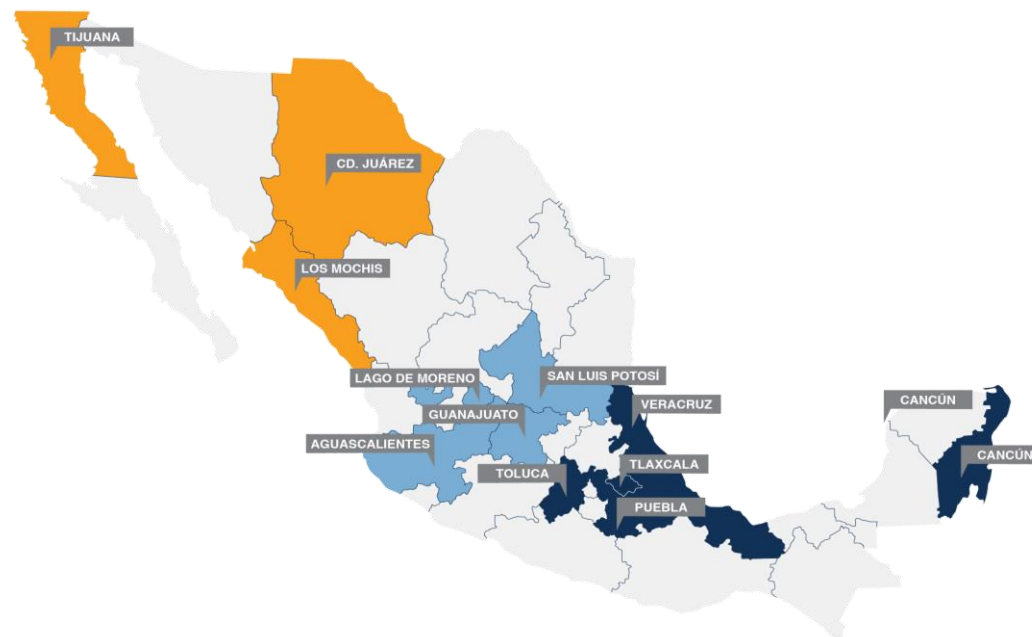 TIJUANA
CD. JUÁREZ
LOS MOCHIS
LAGO DE MORENO
SAN LUIS POTOSÍ
CANCÚN
VERACRUZ
GUANAJUATO
AGUASCALIENTES
CANCÚN
TLAXCALA
TOLUCA
PUEBLA